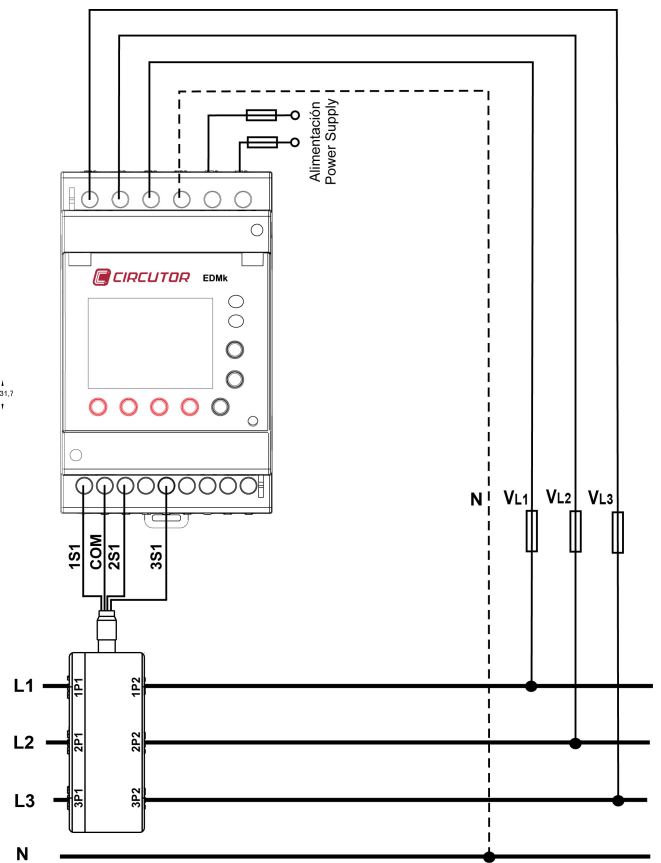 Alimentación
Power Supply
CIRCUTOR EDMk
31,7
N VL1 VL2 VL3
1S1 COM 2S1 3S1
L1 1P1 1P2
L2 2P1 2P2
L3 3P1 3P2
N